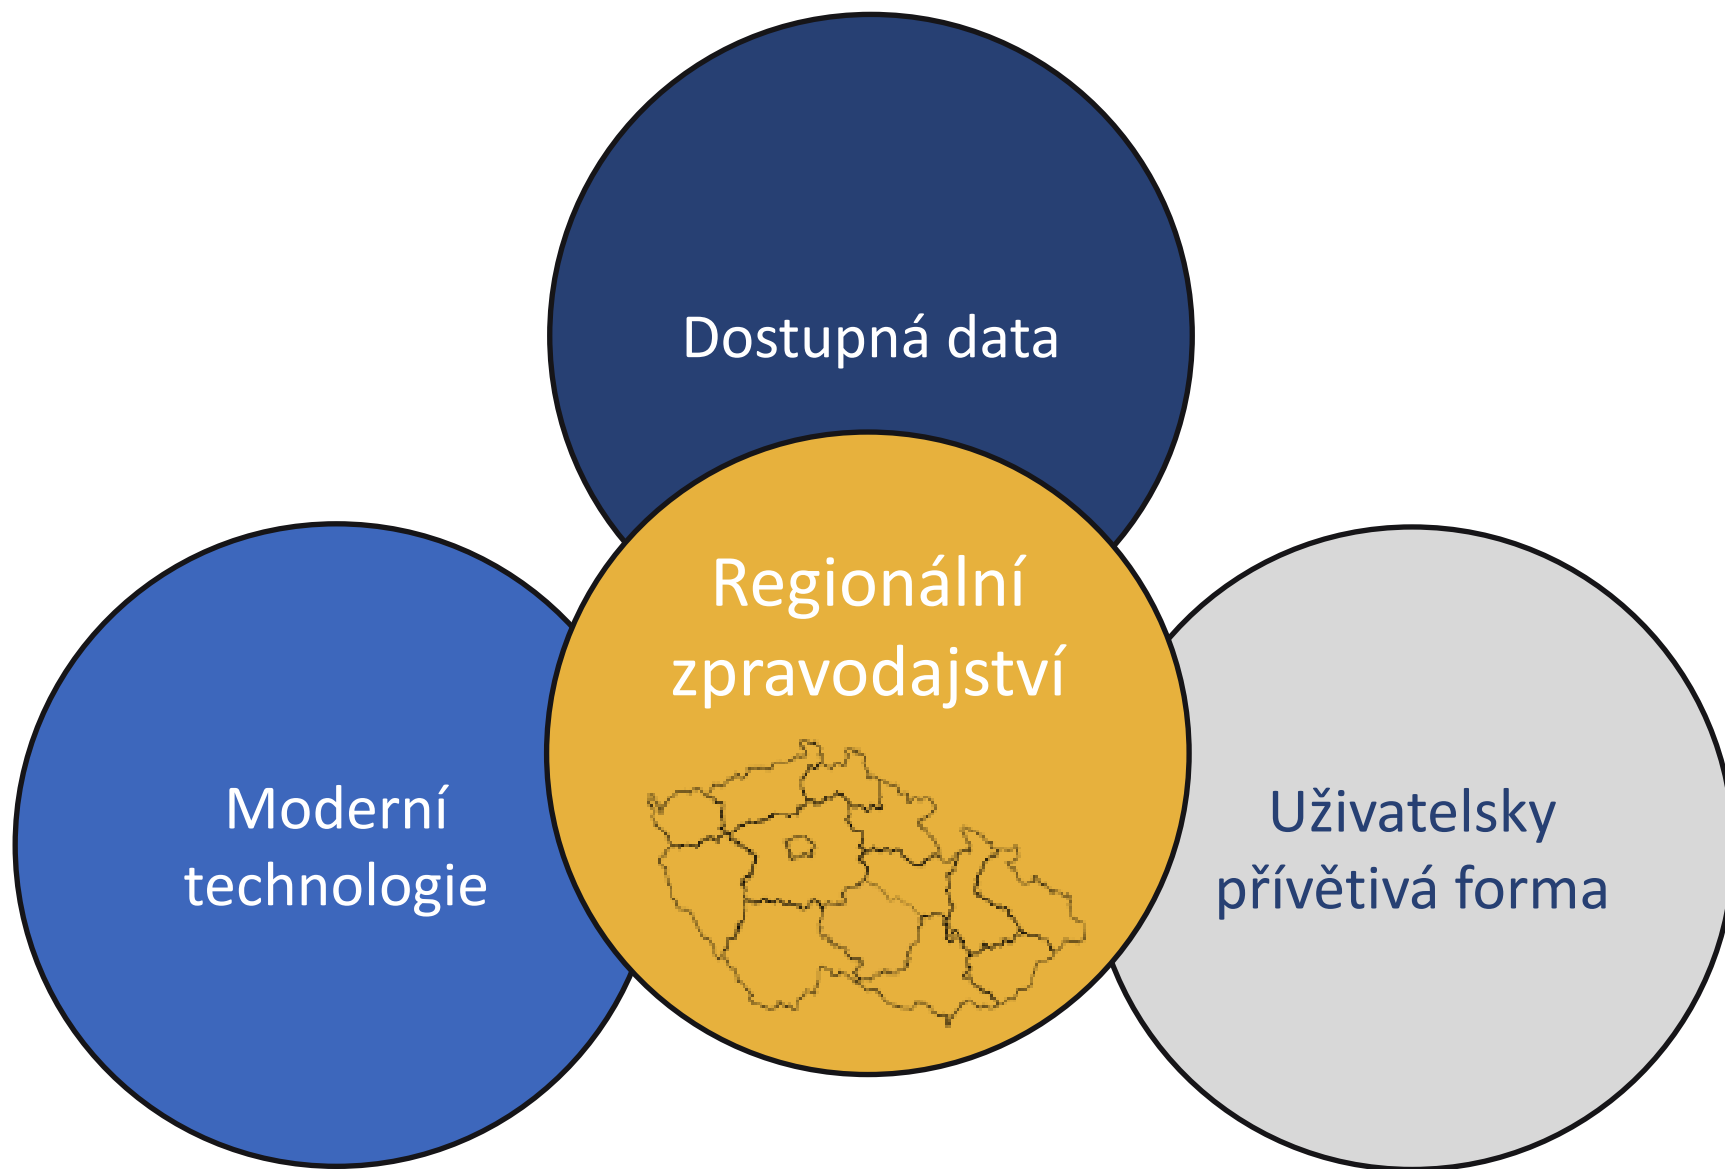 Dostupná data
Regionální
zpravodajství
Moderní
technologie
Uživatelsky
přívětivá forma